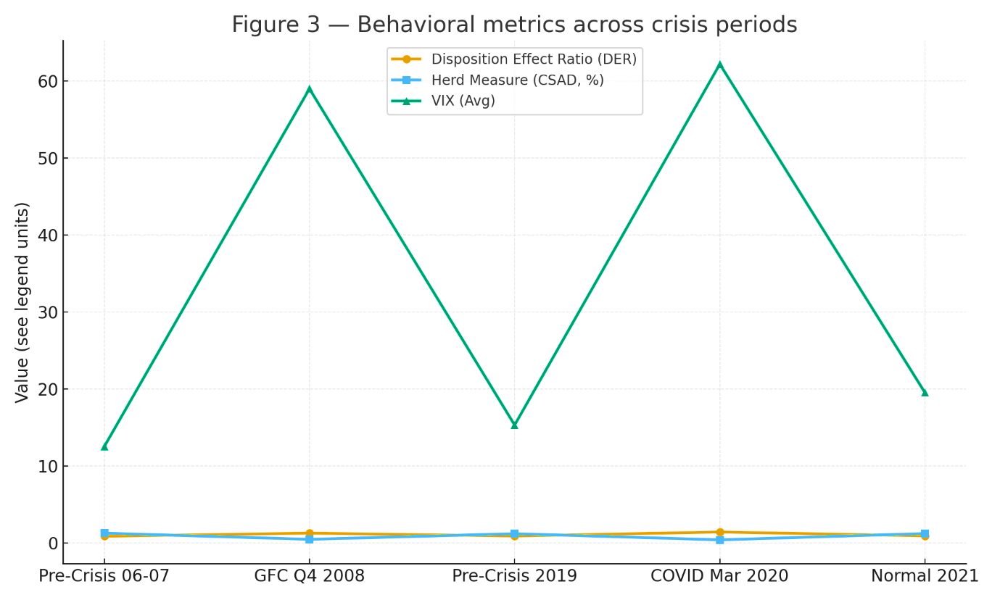 Figure 3 — Behavioral metrics across crisis periods
Disposition Effect Ratio (DER)
Herd Measure (CSAD, %)
VIX (Avg)
Value (see legend units)
60
50
40
30
20
10
0
Pre-Crisis 06-07
GFC Q4 2008
Pre-Crisis 2019
COVID Mar 2020
Normal 2021